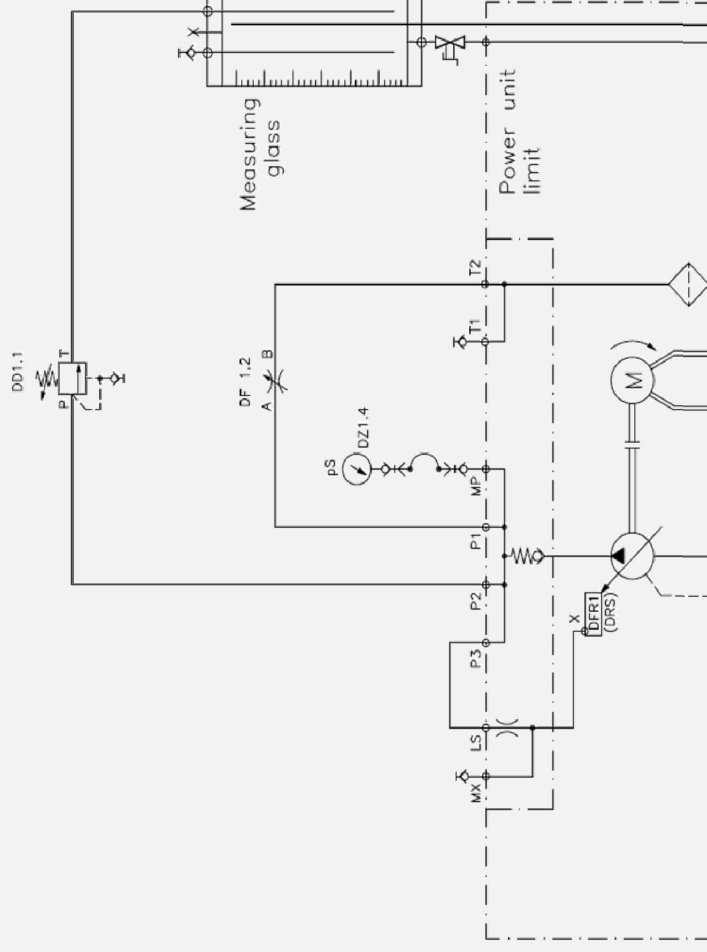 X
Measuring
glass
Power unit
limit
T2
T1
DD1.1
P
T
DF 1.2
A
B
pS
DZ1.4
MP
M
P1
P2
X
DFR1
(DRS)
P3
LS
MX